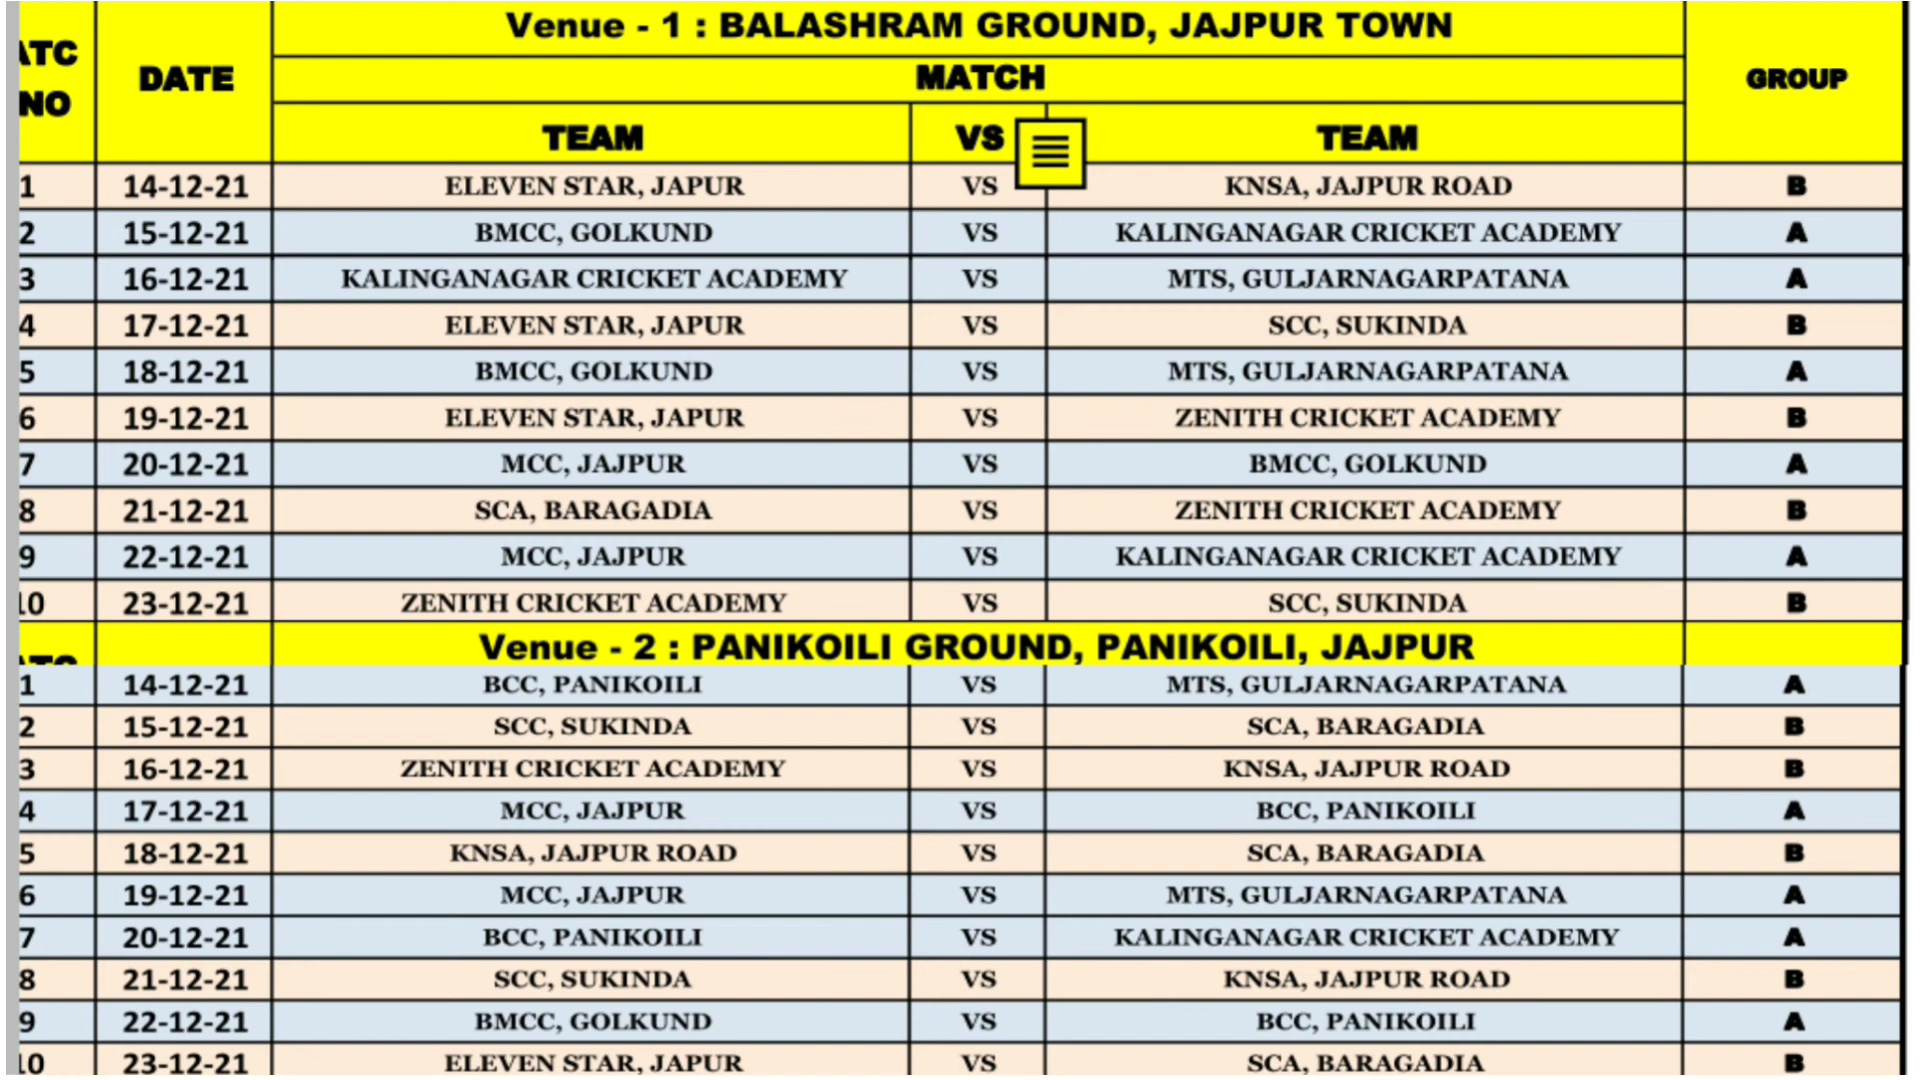 Venue - 1 : BALASHRAM GROUND, JAJPUR TOWN
ATC NO DATE MATCH GROUP
TEAM VS TEAM
1 14-12-21 ELEVEN STAR, JAPUR VS KNSA, JAJPUR ROAD B
2 15-12-21 BMCC, GOLKUND VS KALINGANAGAR CRICKET ACADEMY A
3 16-12-21 KALINGANAGAR CRICKET ACADEMY VS MTS, GULJARNAGARPATANA A
4 17-12-21 ELEVEN STAR, JAPUR VS SCC, SUKINDA B
5 18-12-21 BMCC, GOLKUND VS MTS, GULJARNAGARPATANA A
6 19-12-21 ELEVEN STAR, JAPUR VS ZENITH CRICKET ACADEMY B
7 20-12-21 MCC, JAJPUR VS BMCC, GOLKUND A
8 21-12-21 SCA, BARAGADIA VS ZENITH CRICKET ACADEMY B
9 22-12-21 MCC, JAJPUR VS KALINGANAGAR CRICKET ACADEMY A
10 23-12-21 ZENITH CRICKET ACADEMY VS SCC, SUKINDA B
Venue - 2 : PANIKOILI GROUND, PANIKOILI, JAJPUR
1 14-12-21 BCC, PANIKOILI VS MTS, GULJARNAGARPATANA A
2 15-12-21 SCC, SUKINDA VS SCA, BARAGADIA B
3 16-12-21 ZENITH CRICKET ACADEMY VS KNSA, JAJPUR ROAD B
4 17-12-21 MCC, JAJPUR VS BCC, PANIKOILI A
5 18-12-21 KNSA, JAJPUR ROAD VS SCA, BARAGADIA B
6 19-12-21 MCC, JAJPUR VS MTS, GULJARNAGARPATANA A
7 20-12-21 BCC, PANIKOILI VS KALINGANAGAR CRICKET ACADEMY A
8 21-12-21 SCC, SUKINDA VS KNSA, JAJPUR ROAD B
9 22-12-21 BMCC, GOLKUND VS BCC, PANIKOILI A
10 23-12-21 ELEVEN STAR, JAPUR VS SCA, BARAGADIA B